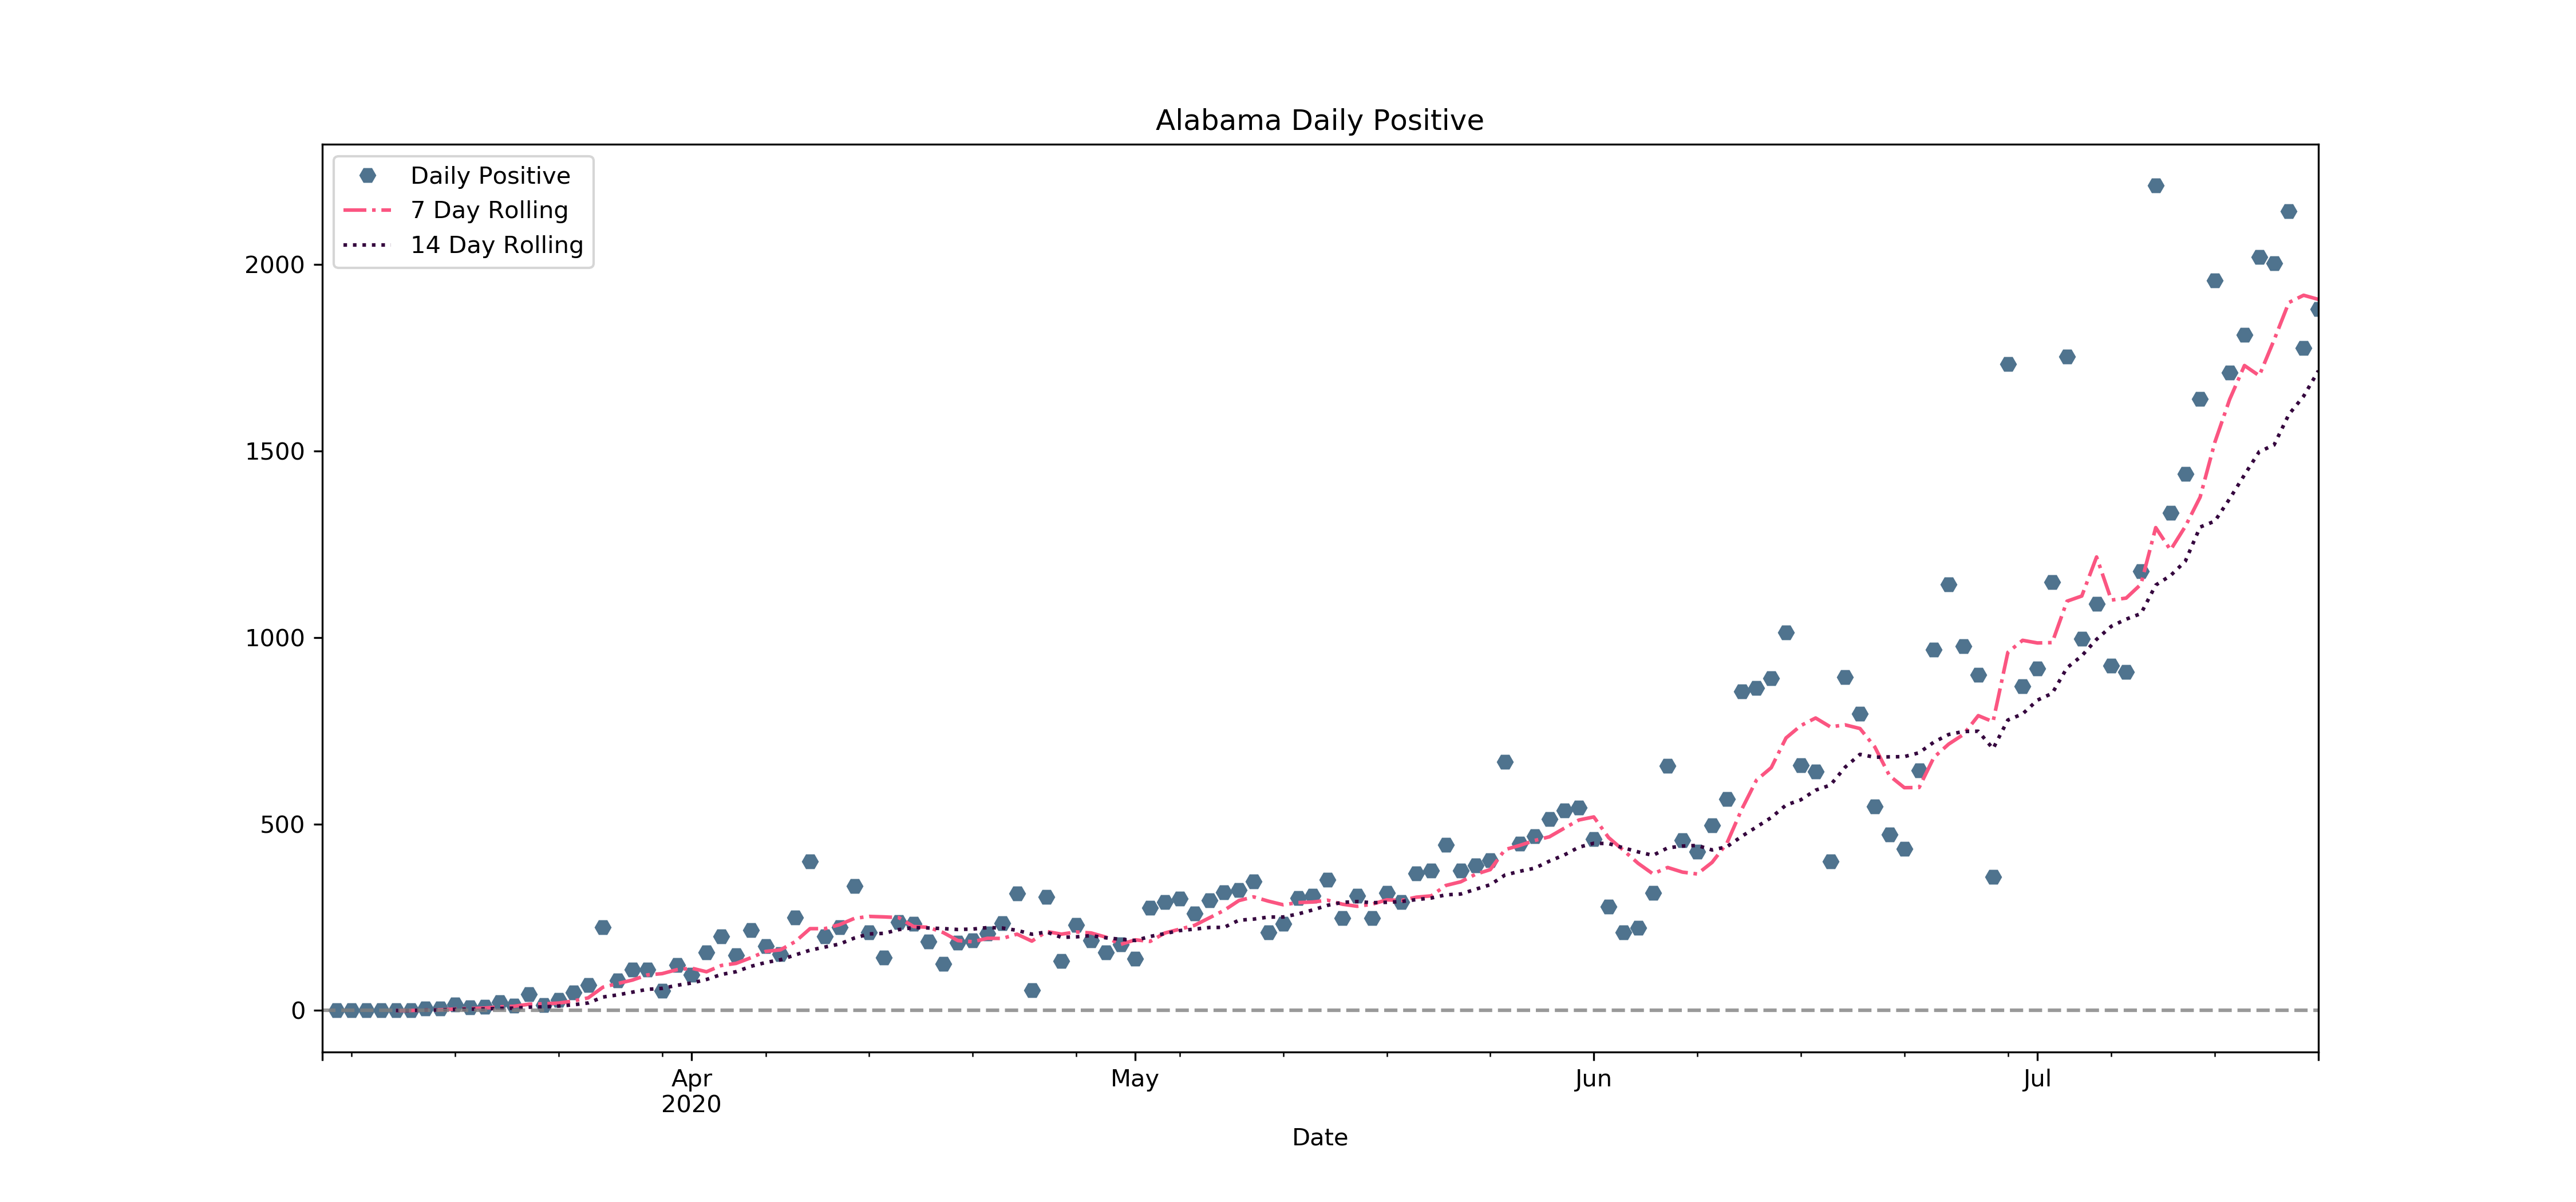 Alabama Daily Positive
Daily Positive
7 Day Rolling
14 Day Rolling
2000
1500
1000
500
0
Apr May Jun Jul
2020
Date